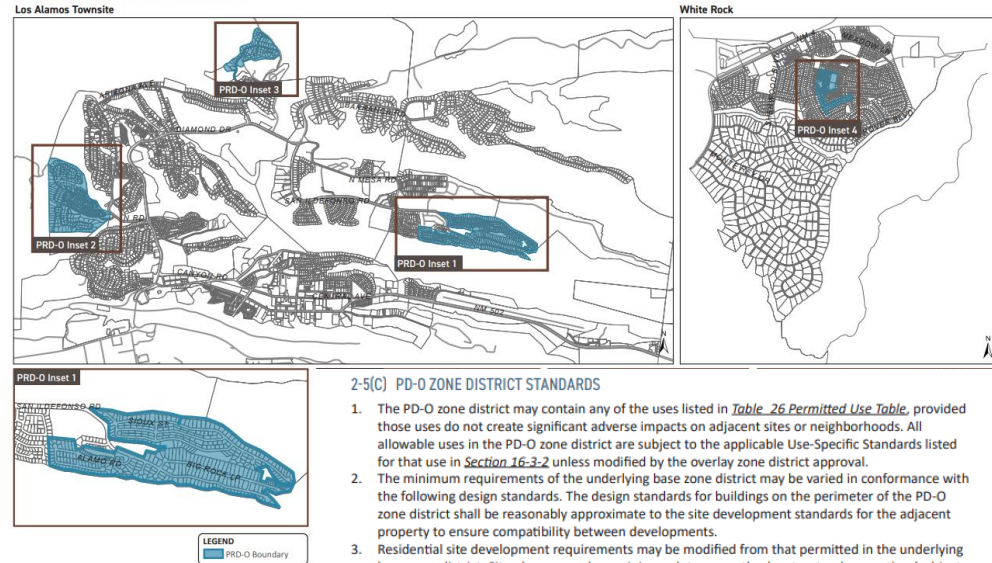 Los Alamos Townsite
White Rock
PRD-O Inset 3
DIAMOND DR
N MESA RD
SAN ILDEFONSO RD
PRD-O Inset 4
PRD-O Inset 2
PRD-O Inset 1
CANYON RD
CENTRAL AVE
NM 502
N
N
PRD-O Inset 1
SAN ILDEFONSO RD
SIOUX ST
ALAMO RD
BIG ROCK LP
LEGEND
PRD-O Boundary
2-5(C) PD-O ZONE DISTRICT STANDARDS
1. The PD-O zone district may contain any of the uses listed in Table 26 Permitted Use Table, provided
those uses do not create significant adverse impacts on adjacent sites or neighborhoods. All
allowable uses in the PD-O zone district are subject to the applicable Use-Specific Standards listed
for that use in Section 16-3-2 unless modified by the overlay zone district approval.
2. The minimum requirements of the underlying base zone district may be varied in conformance with
the following design standards. The design standards for buildings on the perimeter of the PD-O
zone district shall be reasonably approximate to the site development standards for the adjacent
property to ensure compatibility between developments.
3. Residential site development requirements may be modified from that permitted in the underlying